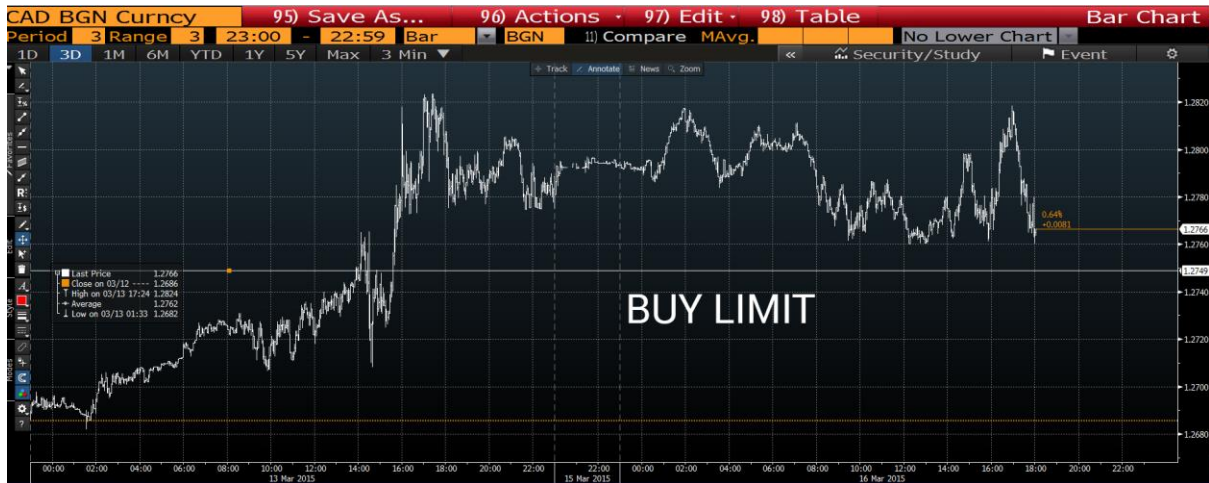 CAD BGN Curncy 95) Save As... 96) Actions 97) Edit 98) Table Bar Chart
Period 3 Range 3 23:00 - 22:59 Bar BGN 11) Compare MAvg. No Lower Chart
1D 3D 1M 6M YTD 1Y 5Y Max 3 Min ▼ « Security/Study Event
Track Annotate News Zoom
1.2820
1.2800
1.2780
0.64%
+0.0081
1.2766
1.2760
1.2749
Last Price 1.2766
Close on 03/12 ---- 1.2686
High on 03/13 17:24 1.2824
Average 1.2762
Low on 03/13 01:33 1.2682
BUY LIMIT
1.2740
1.2720
1.2700
1.2680
Favorites
Edit
Style
Modes
00:00 02:00 04:00 06:00 08:00 10:00 12:00 14:00 16:00 18:00 20:00 22:00 22:00 00:00 02:00 04:00 06:00 08:00 10:00 12:00 14:00 16:00 18:00 20:00 22:00
13 Mar 2015 15 Mar 2015 16 Mar 2015